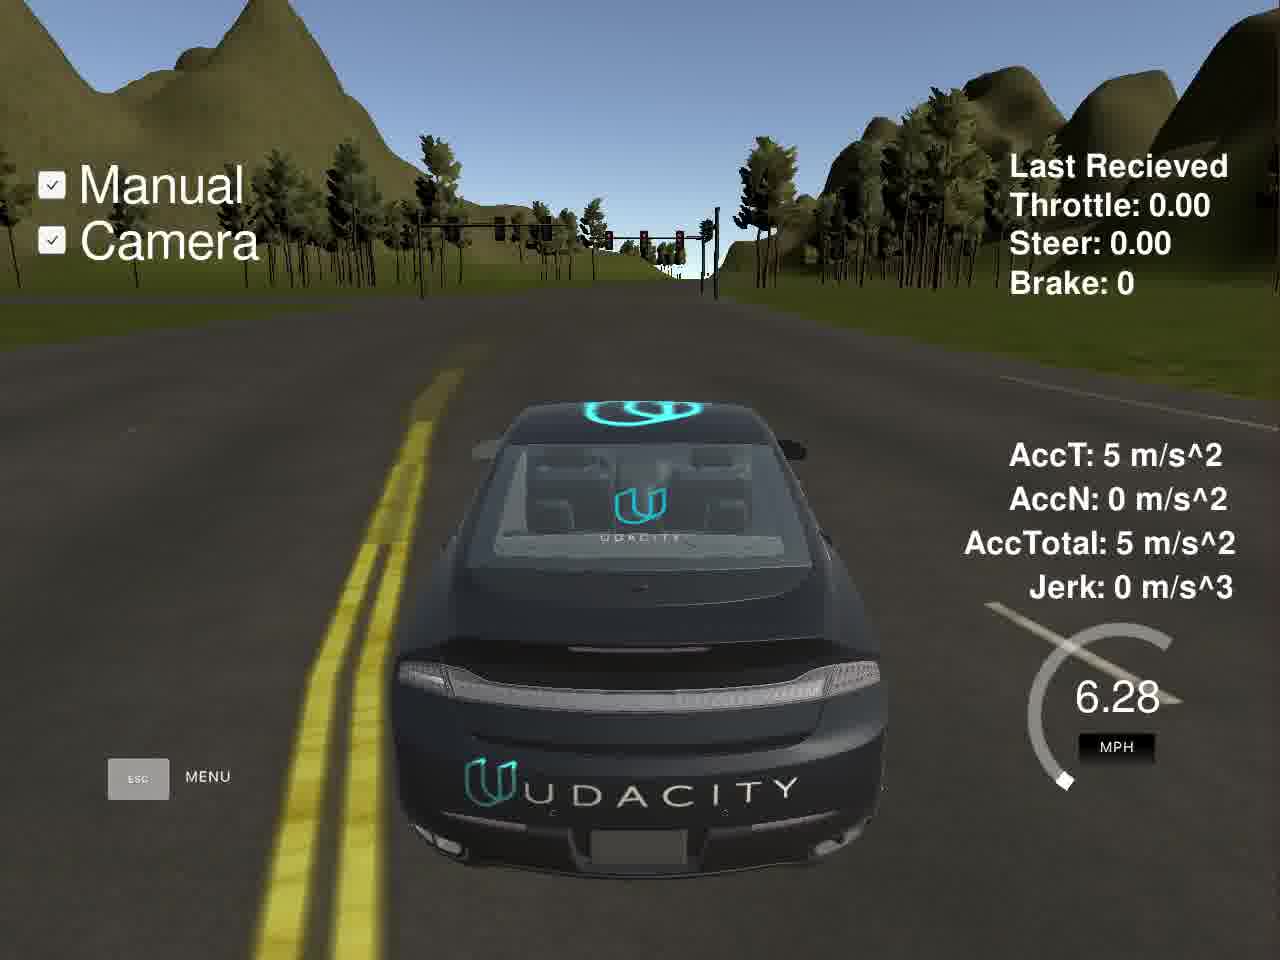 Manual
Camera
Last Recieved
Throttle: 0.00
Steer: 0.00
Brake: 0
AccT: 5 m/s^2
AccN: 0 m/s^2
AccTotal: 5 m/s^2
Jerk: 0 m/s^3
6.28
MPH
ESC MENU
UDACITY
UDACITY